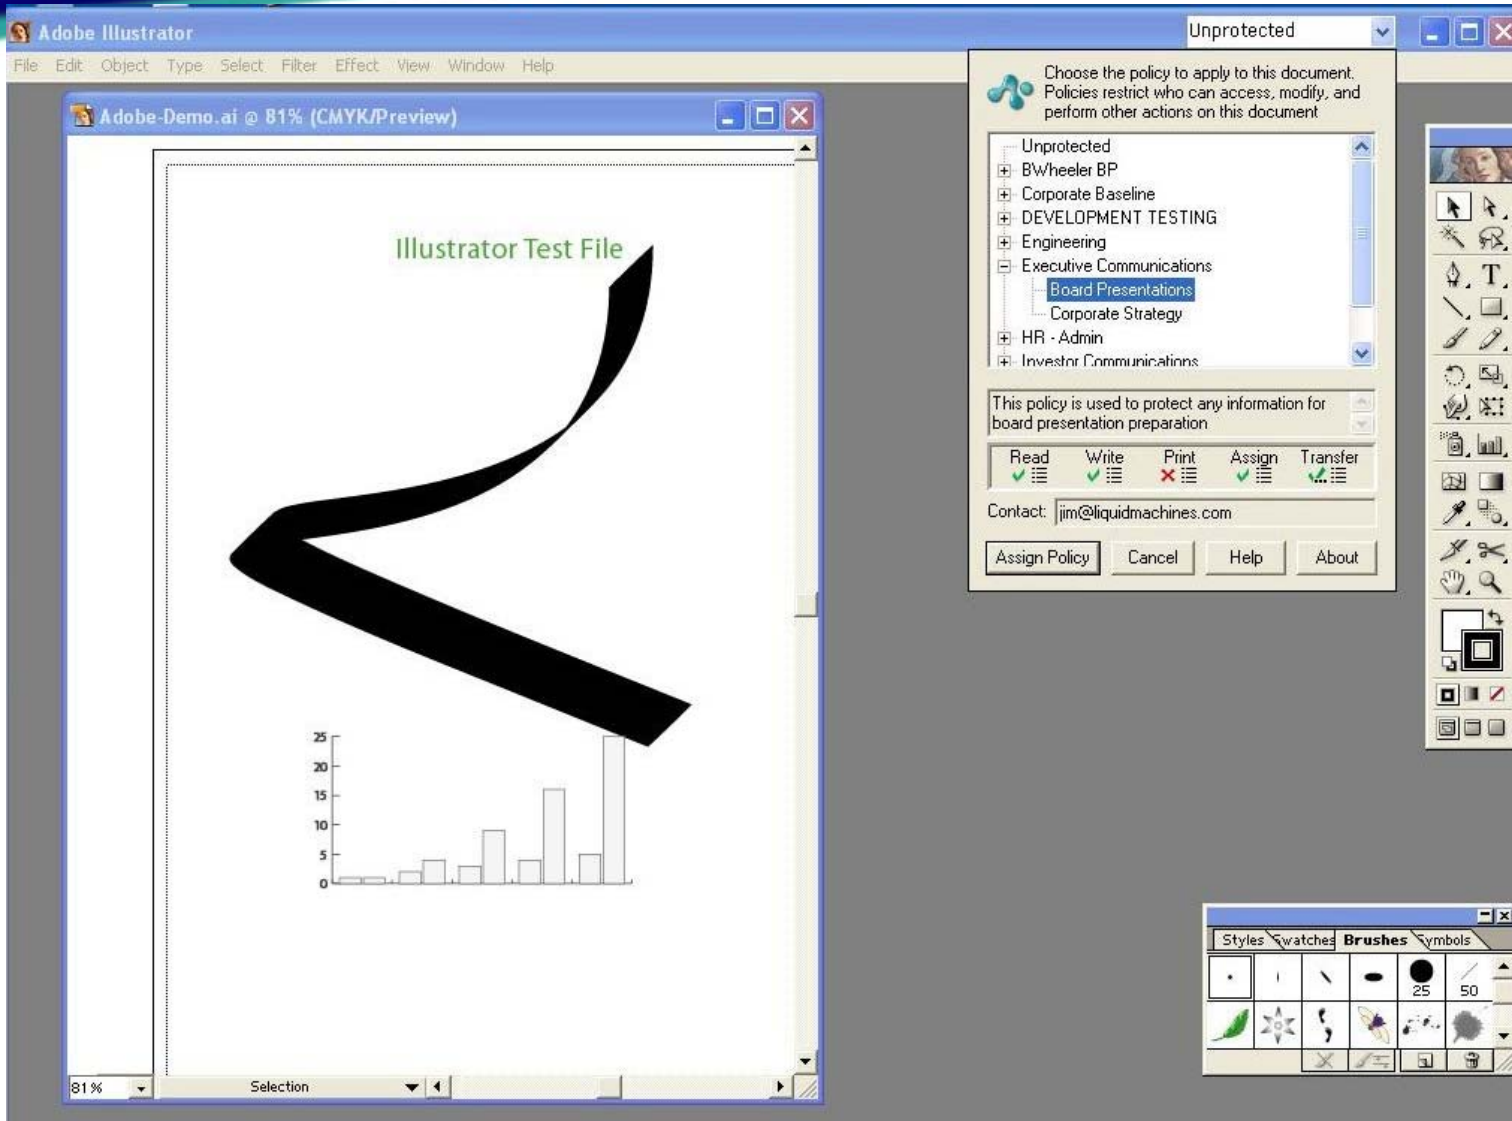 Adobe Illustrator
Unprotected
File Edit Object Type Select Filter Effect View Window Help
Adobe-Demo.ai @ 81% (CMYK/Preview)
Illustrator Test File
25
20
15
10
5
0
81%
Selection
Choose the policy to apply to this document.
Policies restrict who can access, modify, and
perform other actions on this document
Unprotected
BWheeler BP
Corporate Baseline
DEVELOPMENT TESTING
Engineering
Executive Communications
Board Presentations
Corporate Strategy
HR - Admin
Investor Communications
This policy is used to protect any information for
board presentation preparation
Read Write Print Assign Transfer
Contact: jim@liquidmachines.com
Assign Policy Cancel Help About
T
Styles Swatches Brushes Symbols
25 50